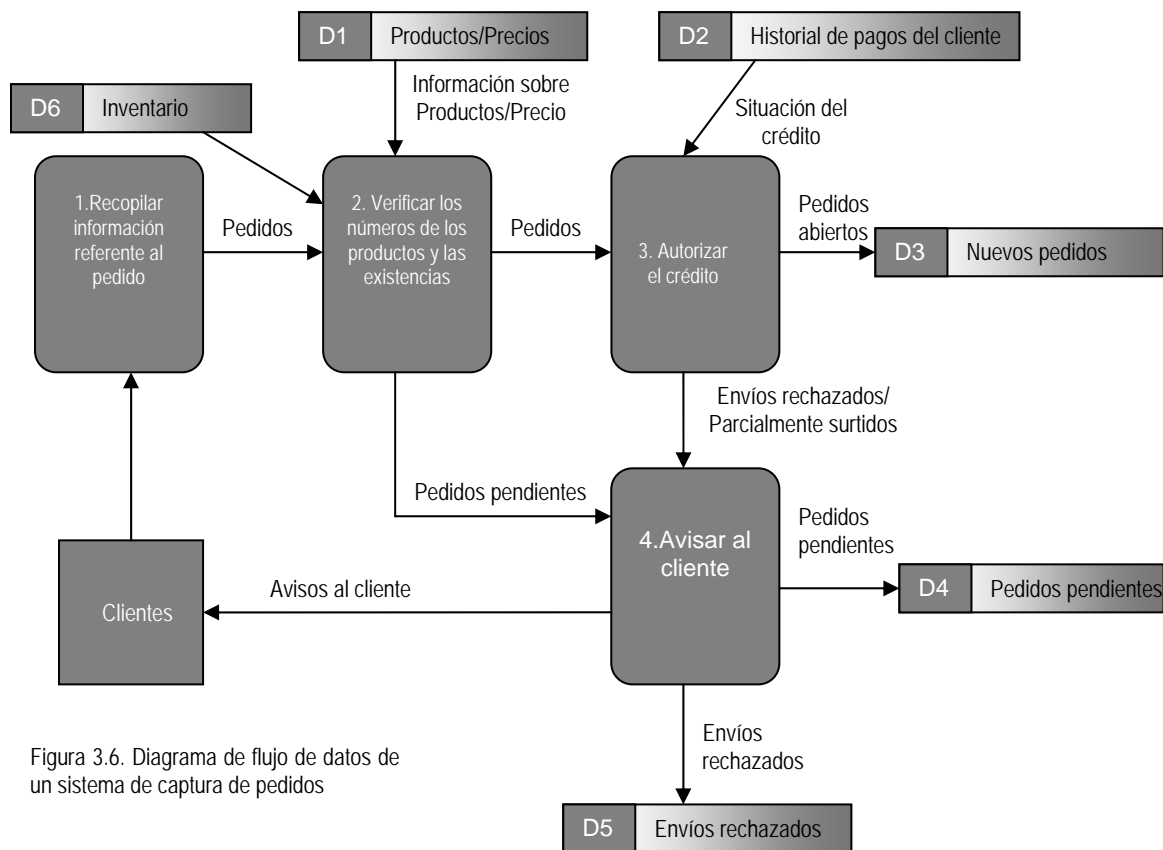 D1 Productos/Precios
D2 Historial de pagos del cliente
D6 Inventario
Información sobre
Productos/Precio
Situación del
crédito
1.Recopilar
información
referente al
pedido
Pedidos
2. Verificar los
números de los
productos y las
existencias
Pedidos
3. Autorizar
el crédito
Pedidos
abiertos
D3 Nuevos pedidos
Envíos rechazados/
Parcialmente surtidos
Pedidos pendientes
4.Avisar al
cliente
Pedidos
pendientes
D4 Pedidos pendientes
Avisos al cliente
Clientes
Envíos
rechazados
D5 Envíos rechazados
Figura 3.6. Diagrama de flujo de datos de
un sistema de captura de pedidos